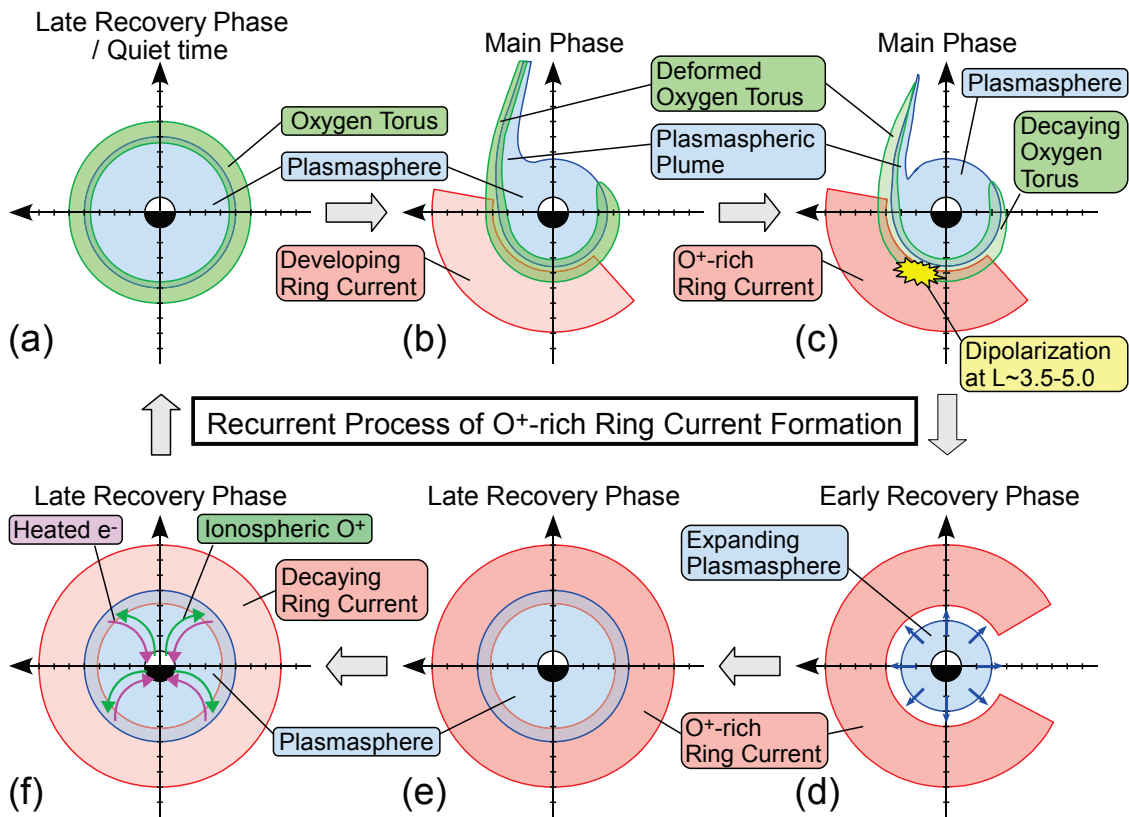 Late Recovery Phase
/ Quiet time
Oxygen Torus
Plasmasphere
(a)
Main Phase
Deformed
Oxygen Torus
Plasmaspheric
Plume
Developing
Ring Current
(b)
Main Phase
Plasmasphere
Decaying
Oxygen
Torus
O⁺-rich
Ring Current
Dipolarization
at L~3.5-5.0
(c)
Recurrent Process of O⁺-rich Ring Current Formation
Late Recovery Phase
Heated e⁻
Ionospheric O⁺
Decaying
Ring Current
Plasmasphere
(f)
Late Recovery Phase
O⁺-rich
Ring Current
(e)
Early Recovery Phase
Expanding
Plasmasphere
(d)